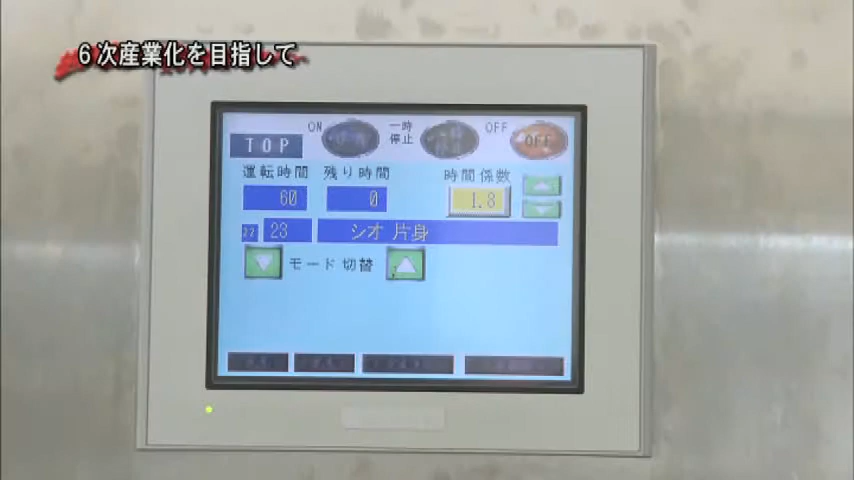 6次産業化を目指して
TOP ON 一時停止 OFF OFF
運転時間 残り時間 時間係数
60 0 1.8
23 シオ 片身
モード切替